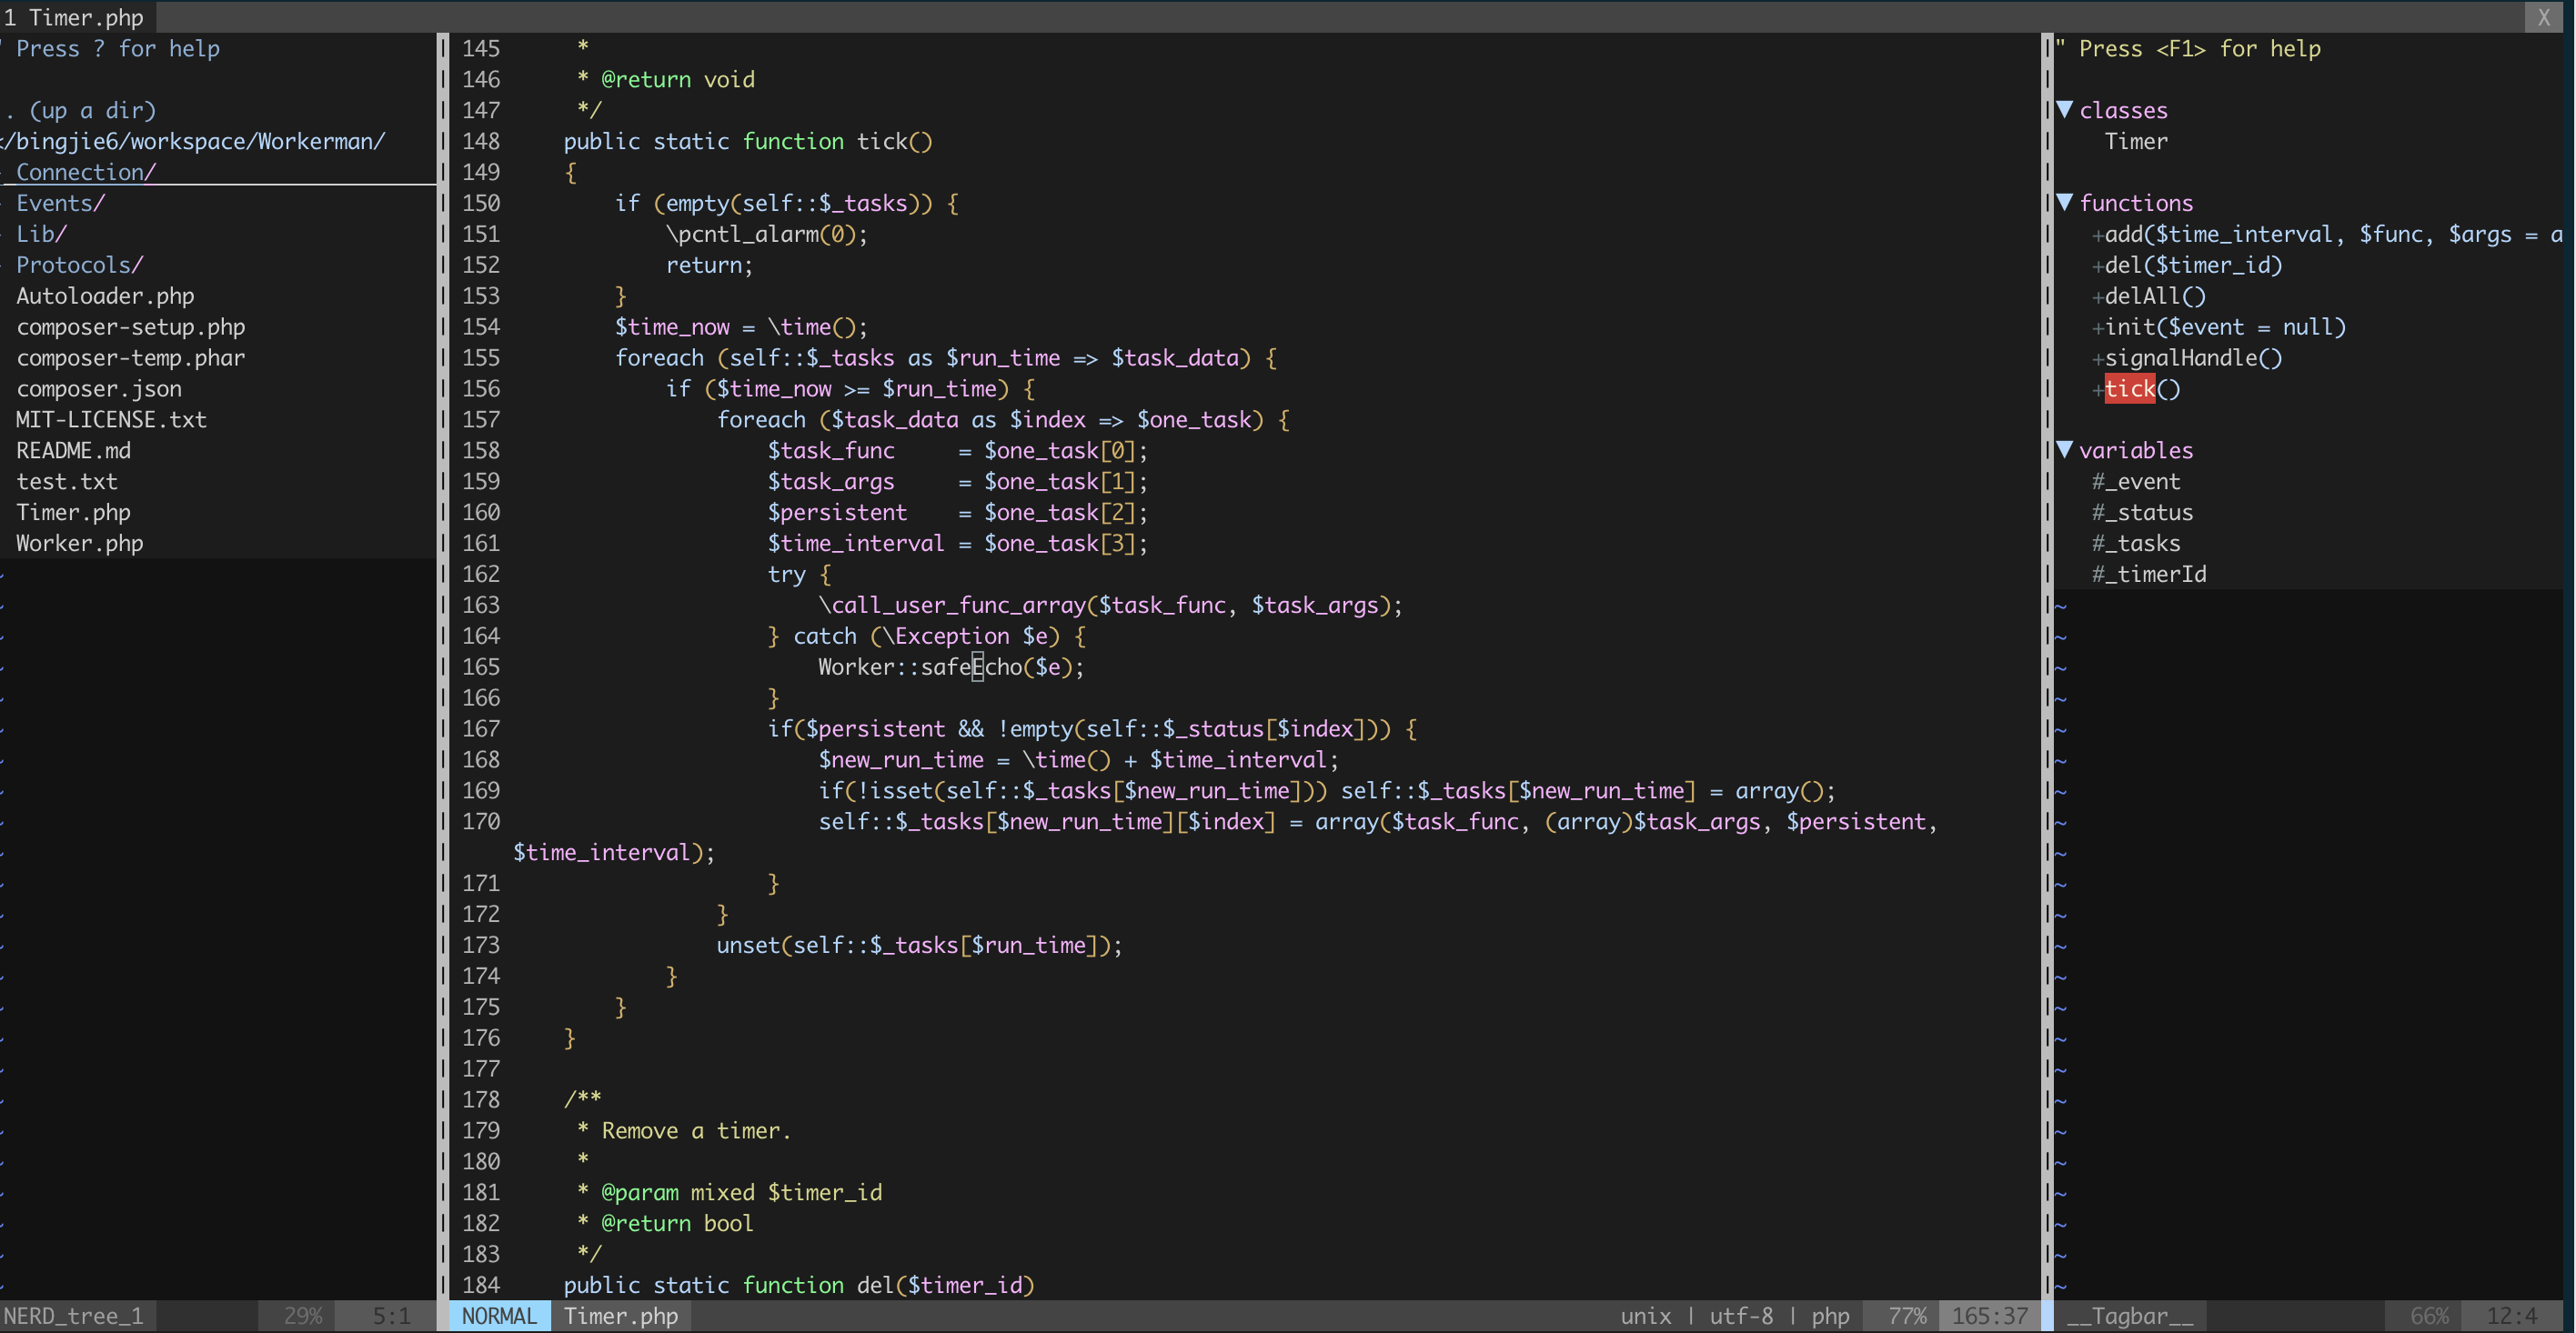 1 Timer.php
X
" Press ? for help
. (up a dir)
</bingjie6/workspace/Workerman/
Connection/
Events/
Lib/
Protocols/
Autoloader.php
composer-setup.php
composer-temp.phar
composer.json
MIT-LICENSE.txt
README.md
test.txt
Timer.php
Worker.php
NERD_tree_1 29% 5:1
145      *
146      * @return void
147      */
148     public static function tick()
149     {
150         if (empty(self::$_tasks)) {
151             \pcntl_alarm(0);
152             return;
153         }
154         $time_now = \time();
155         foreach (self::$_tasks as $run_time => $task_data) {
156             if ($time_now >= $run_time) {
157                 foreach ($task_data as $index => $one_task) {
158                     $task_func     = $one_task[0];
159                     $task_args     = $one_task[1];
160                     $persistent    = $one_task[2];
161                     $time_interval = $one_task[3];
162                     try {
163                         \call_user_func_array($task_func, $task_args);
164                     } catch (\Exception $e) {
165                         Worker::safeEcho($e);
166                     }
167                     if($persistent && !empty(self::$_status[$index])) {
168                         $new_run_time = \time() + $time_interval;
169                         if(!isset(self::$_tasks[$new_run_time])) self::$_tasks[$new_run_time] = array();
170                         self::$_tasks[$new_run_time][$index] = array($task_func, (array)$task_args, $persistent,
$time_interval);
171                     }
172                 }
173                 unset(self::$_tasks[$run_time]);
174             }
175         }
176     }
177
178     /**
179      * Remove a timer.
180      *
181      * @param mixed $timer_id
182      * @return bool
183      */
184     public static function del($timer_id)
NORMAL Timer.php unix | utf-8 | php 77% 165:37
" Press <F1> for help
▼ classes
Timer
▼ functions
+add($time_interval, $func, $args = a
+del($timer_id)
+delAll()
+init($event = null)
+signalHandle()
+tick()
▼ variables
#_event
#_status
#_tasks
#_timerId
__Tagbar__ 66% 12:4